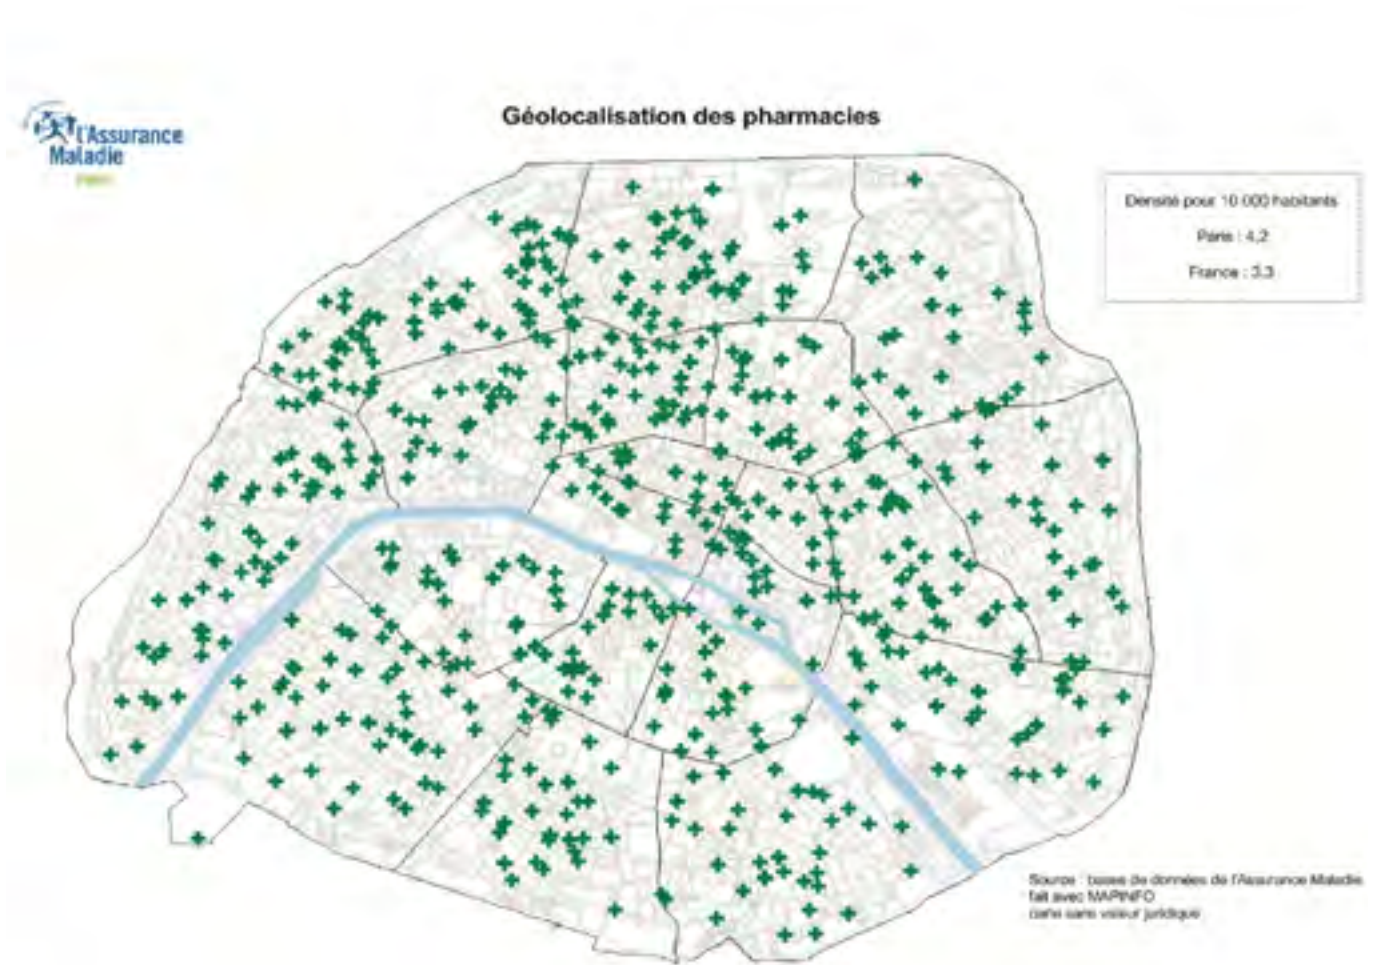 Géolocalisation des pharmacies
l'Assurance
Maladie
Densité pour 10 000 habitants
Paris : 4,2
France : 3,3
Source : bases de données de l'Assurance Maladie
fait avec MAPINFO
carte sans valeur juridique